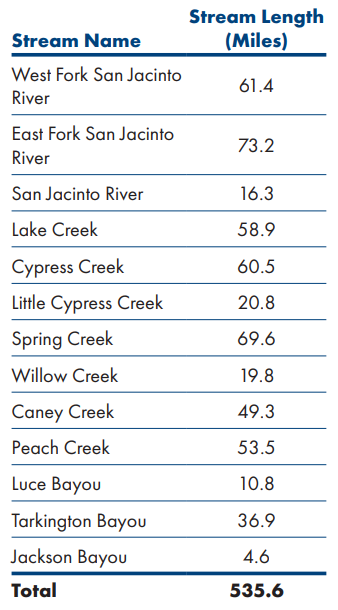 Stream Name Stream Length
(Miles)
West Fork San Jacinto
River 61.4
East Fork San Jacinto
River 73.2
San Jacinto River 16.3
Lake Creek 58.9
Cypress Creek 60.5
Little Cypress Creek 20.8
Spring Creek 69.6
Willow Creek 19.8
Caney Creek 49.3
Peach Creek 53.5
Luce Bayou 10.8
Tarkington Bayou 36.9
Jackson Bayou 4.6
Total 535.6